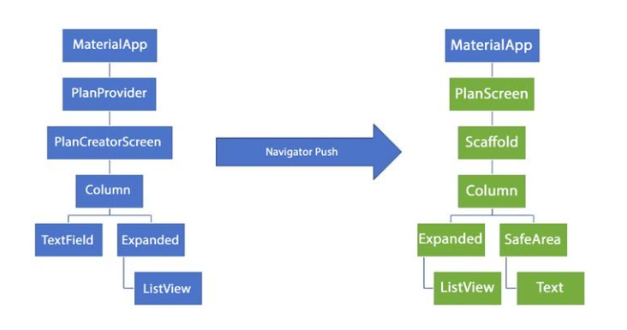 MaterialApp
PlanProvider
PlanCreatorScreen
Column
TextField
Expanded
ListView
Navigator Push
MaterialApp
PlanScreen
Scaffold
Column
Expanded
SafeArea
ListView
Text